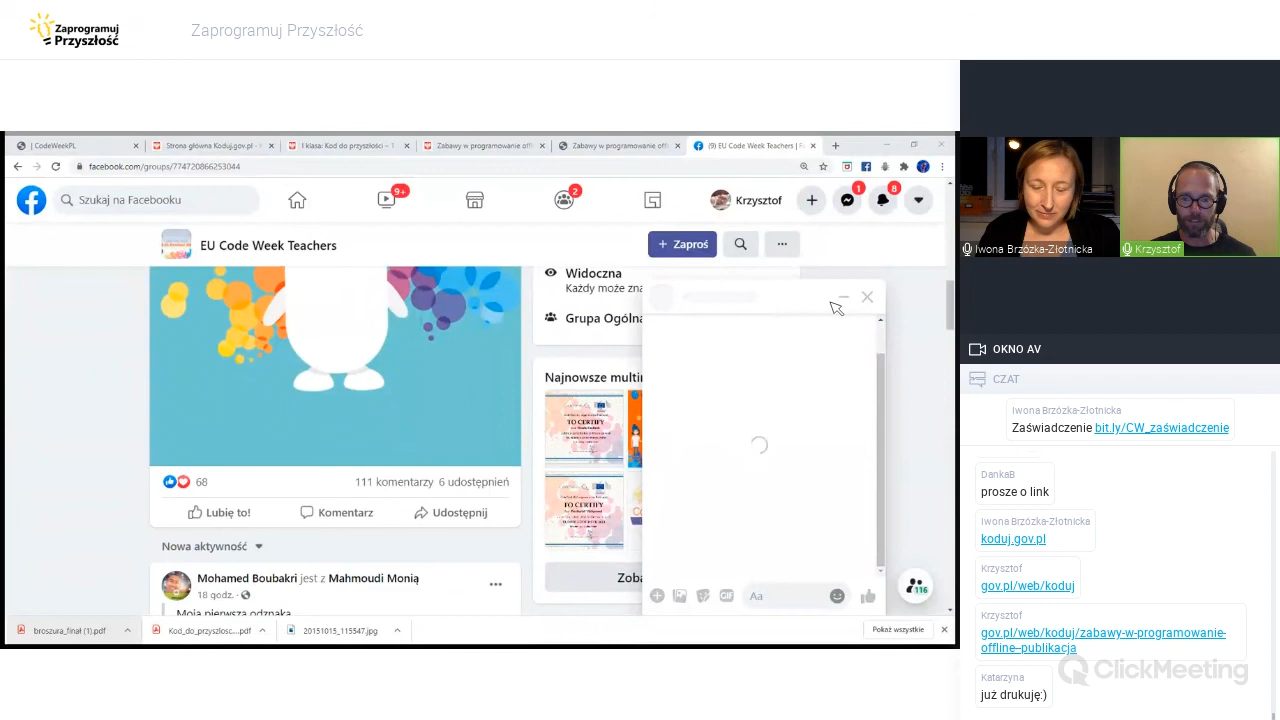 Zaprogramuj
Przyszłość
Zaprogramuj Przyszłość
| CodeWeekPL
Strona główna Koduj.gov.pl -
I klasa: Kod do przyszłości – 1
Zabawy w programowanie offl
Zabawy w programowanie offl
(9) EU Code Week Teachers | Fa
facebook.com/groups/774720866253044
Szukaj na Facebooku
9+
2
Krzysztof
1
8
EU Code Week Teachers
+ Zaproś
Widoczna
Każdy może zna
Grupa Ogólna
Najnowsze multim
TO CERTIFY
TO CERTIFY
68
111 komentarzy 6 udostępnień
Lubię to!
Komentarz
Udostępnij
Nowa aktywność
Mohamed Boubakri jest z Mahmoudi Monią.
18 godz.
Moja pierwsza odznaka
Zoba
GIF
Aa
116
broszura_finał (1).pdf
Kod_do_przyszlosc....pdf
20151015_115547.jpg
Pokaż wszystkie
Iwona Brzózka-Złotnicka
Krzysztof
OKNO AV
CZAT
Iwona Brzózka-Złotnicka
Zaświadczenie bit.ly/CW_zaświadczenie
DankaB
prosze o link
Iwona Brzózka-Złotnicka
koduj.gov.pl
Krzysztof
gov.pl/web/koduj
Krzysztof
gov.pl/web/koduj/zabawy-w-programowanie-
offline--publikacja
Katarzyna
już drukuję:)
ClickMeeting